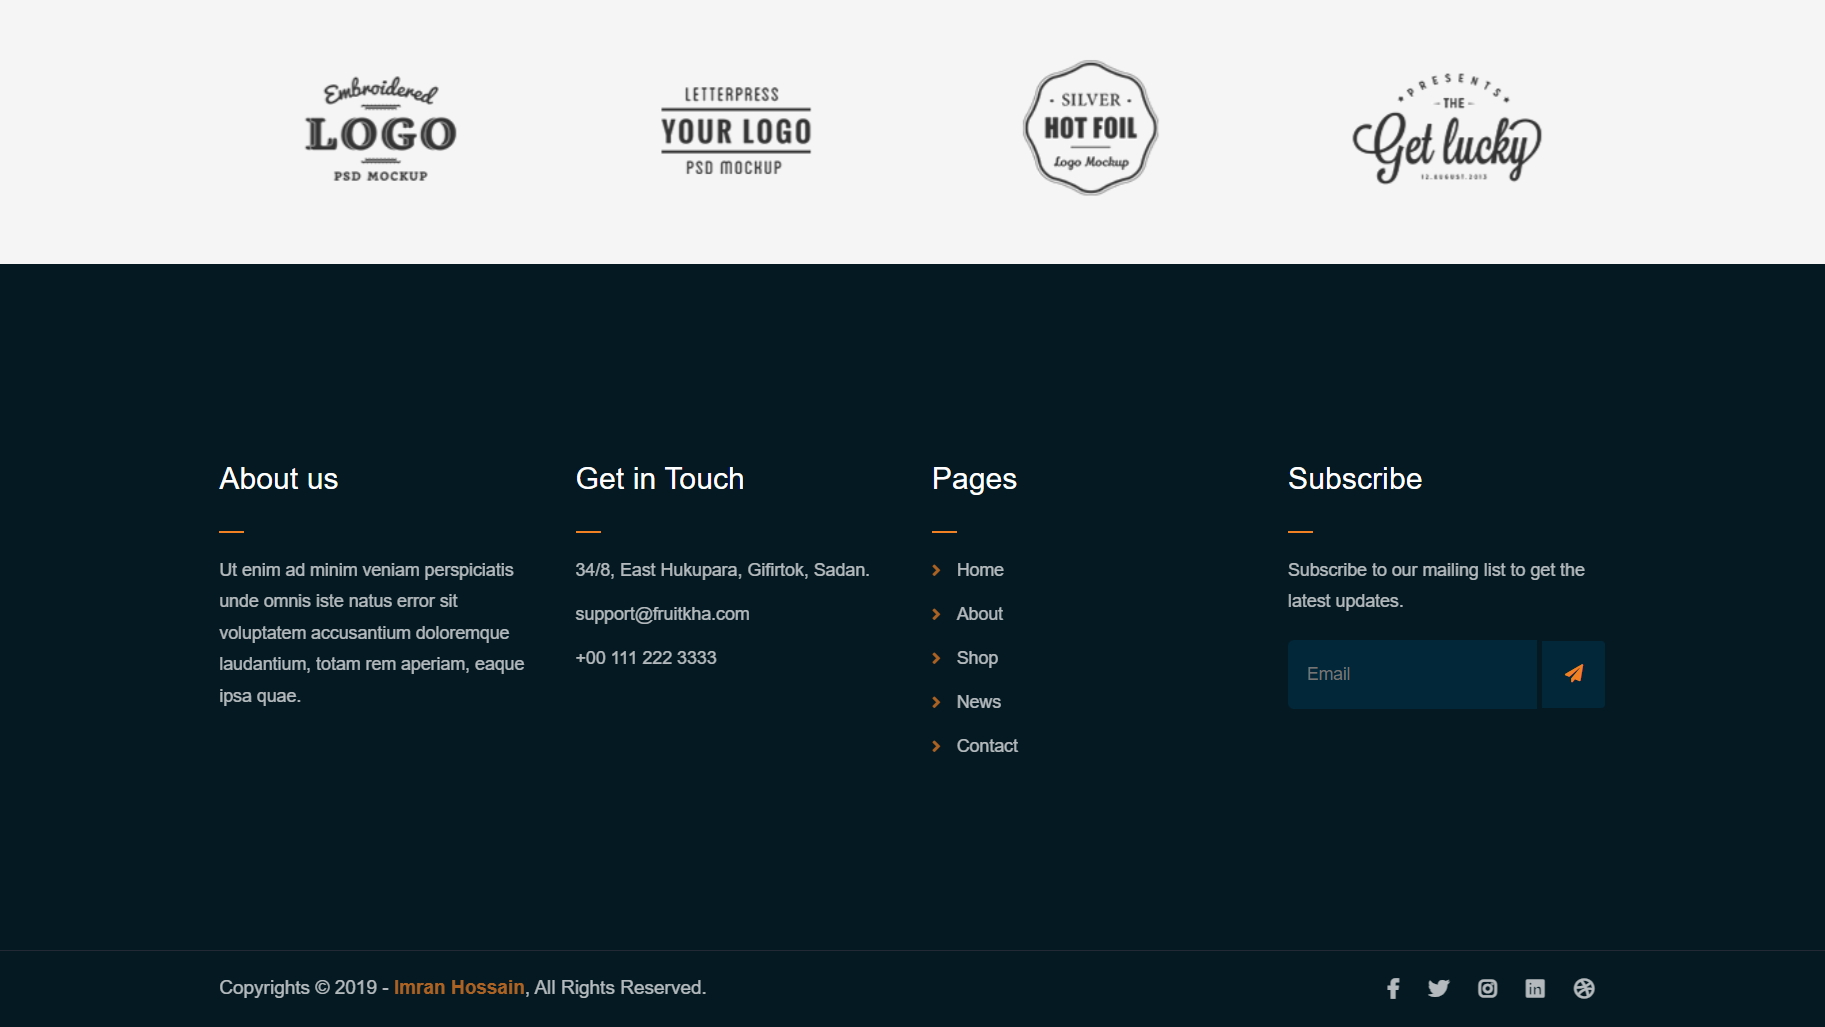 Embroidered
LOGO
PSD MOCKUP
LETTERPRESS
YOUR LOGO
PSD MOCKUP
· SILVER ·
HOT FOIL
Logo Mockup
PRESENTS
- THE -
Get lucky
12.AUGUST.2013
About us
Ut enim ad minim veniam perspiciatis
unde omnis iste natus error sit
voluptatem accusantium doloremque
laudantium, totam rem aperiam, eaque
ipsa quae.
Get in Touch
34/8, East Hukupara, Gifirtok, Sadan.
support@fruitkha.com
+00 111 222 3333
Pages
Home
About
Shop
News
Contact
Subscribe
Subscribe to our mailing list to get the
latest updates.
Email
Copyrights © 2019 - Imran Hossain, All Rights Reserved.